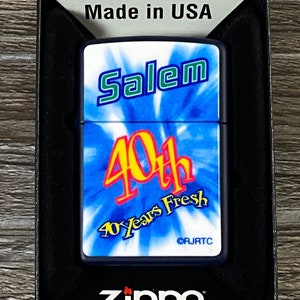 Made in USA
Salem
40th
40 Years Fresh
©RJRTC
Zippo